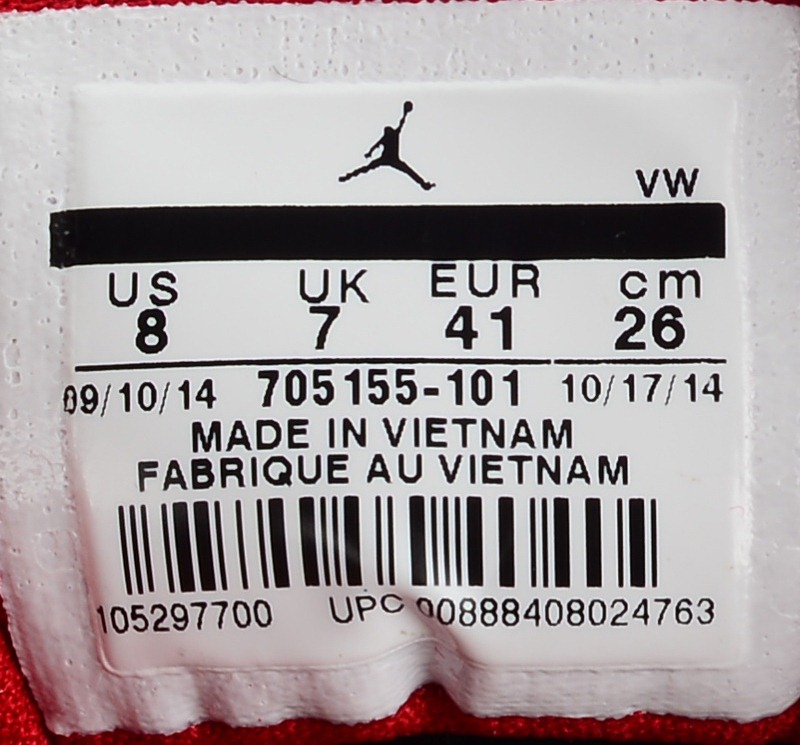 VW
US UK EUR cm
8 7 41 26
09/10/14 705155-101 10/17/14
MADE IN VIETNAM
FABRIQUE AU VIETNAM
105297700 UPC 00888408024763